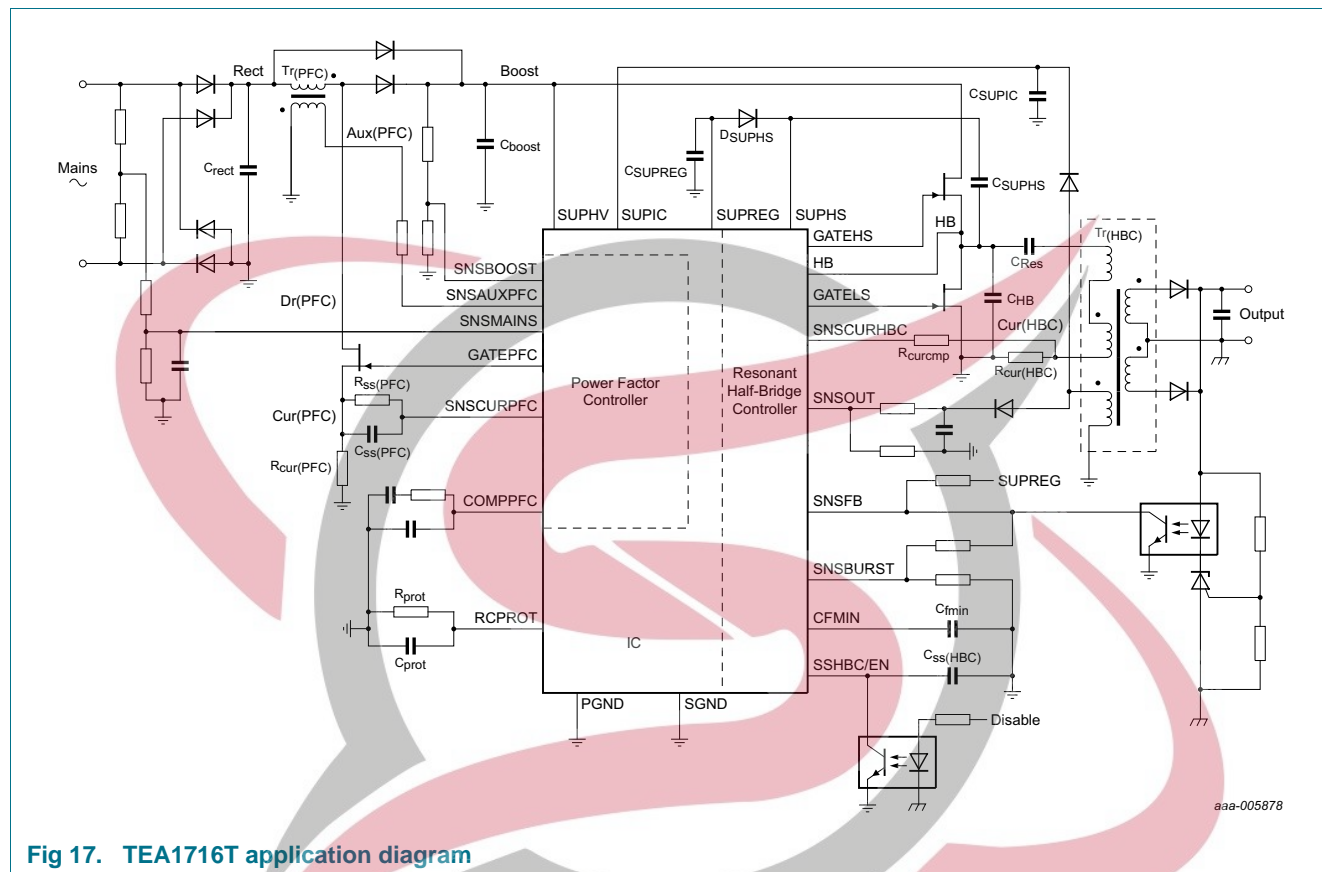 Rect
Tr(PFC)
Boost
CSUPIC
Aux(PFC)
DSUPHS
Cboost
Mains
Crect
CSUPREG
CSUPHS
SUPHV
SUPIC
SUPREG
SUPHS
GATEHS
HB
Tr(HBC)
HB
CRes
SNSBOOST
SNSAUXPFC
GATELS
CHB
Dr(PFC)
Cur(HBC)
Output
SNSMAINS
SNSCURHBC
Rcurcmp
Rcur(HBC)
GATEPFC
Rss(PFC)
Power Factor
Controller
Resonant
Half-Bridge
Controller
SNSOUT
Cur(PFC)
SNSCURPFC
Css(PFC)
Rcur(PFC)
SUPREG
COMPPFC
SNSFB
SNSBURST
Rprot
RCPROT
CFMIN
Cfmin
Cprot
IC
SSHBC/EN
Css(HBC)
PGND
SGND
Disable
aaa-005878
Fig 17. TEA1716T application diagram